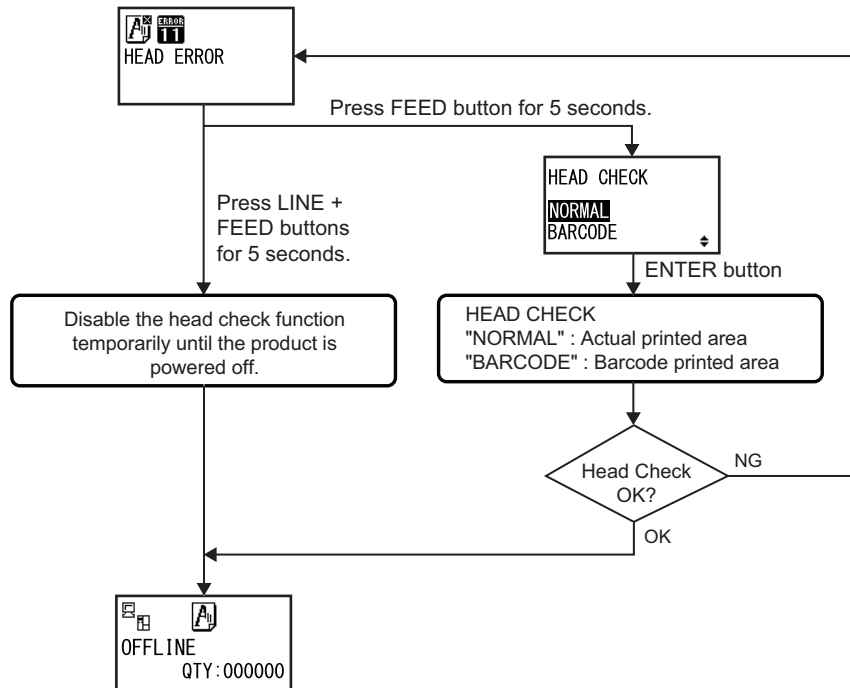 ERROR
11
HEAD ERROR
Press FEED button for 5 seconds.
HEAD CHECK
NORMAL
BARCODE
Press LINE +
FEED buttons
for 5 seconds.
ENTER button
Disable the head check function
temporarily until the product is
powered off.
HEAD CHECK
"NORMAL" : Actual printed area
"BARCODE" : Barcode printed area
Head Check
OK?
NG
OK
OFFLINE
QTY:000000